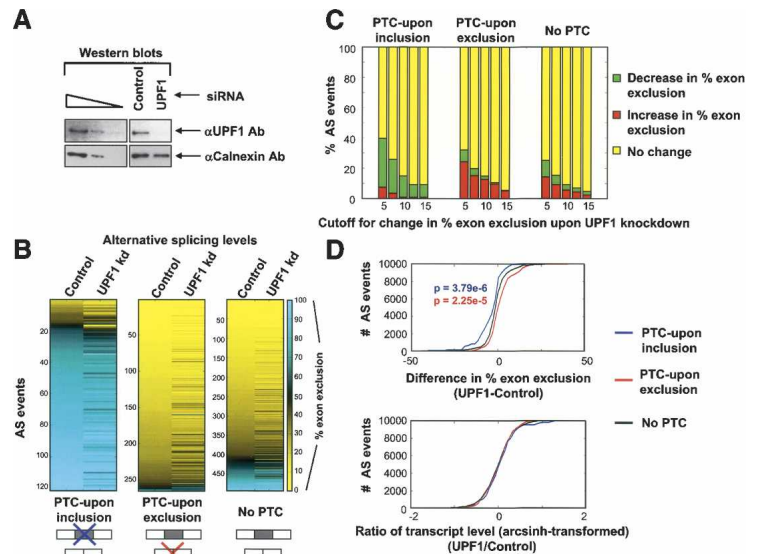 A
Western blots
Control
UPF1
siRNA
αUPF1 Ab
αCalnexin Ab
C
PTC-upon
inclusion
PTC-upon
exclusion
No PTC
% AS events
100
80
60
40
20
0
5 10 15
5 10 15
5 10 15
Cutoff for change in % exon exclusion upon UPF1 knockdown
Decrease in % exon
exclusion
Increase in % exon
exclusion
No change
B
Alternative splicing levels
Control
UPF1 kd
Control
UPF1 kd
Control
UPF1 kd
AS events
20
40
60
80
100
120
50
100
150
200
250
50
100
150
200
250
300
350
400
450
100
90
80
70
60
50
40
30
20
10
0
% exon exclusion
PTC-upon
inclusion
PTC-upon
exclusion
No PTC
D
# AS events
10000
8000
6000
4000
2000
0
p = 3.79e-6
p = 2.25e-5
-50 0 50
Difference in % exon exclusion
(UPF1-Control)
# AS events
10000
8000
6000
4000
2000
0
-2 0 2
Ratio of transcript level (arcsinh-transformed)
(UPF1/Control)
PTC-upon
inclusion
PTC-upon
exclusion
No PTC